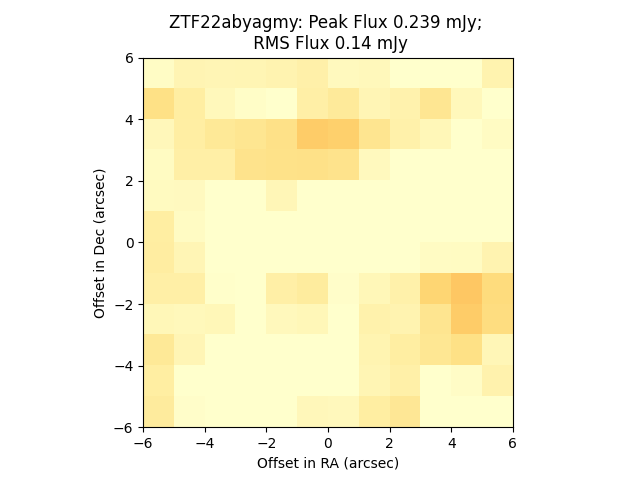 ZTF22abyagmy: Peak Flux 0.239 mJy;
RMS Flux 0.14 mJy
6
4
2
0
−2
−4
−6
Offset in Dec (arcsec)
−6 −4 −2 0 2 4 6
Offset in RA (arcsec)